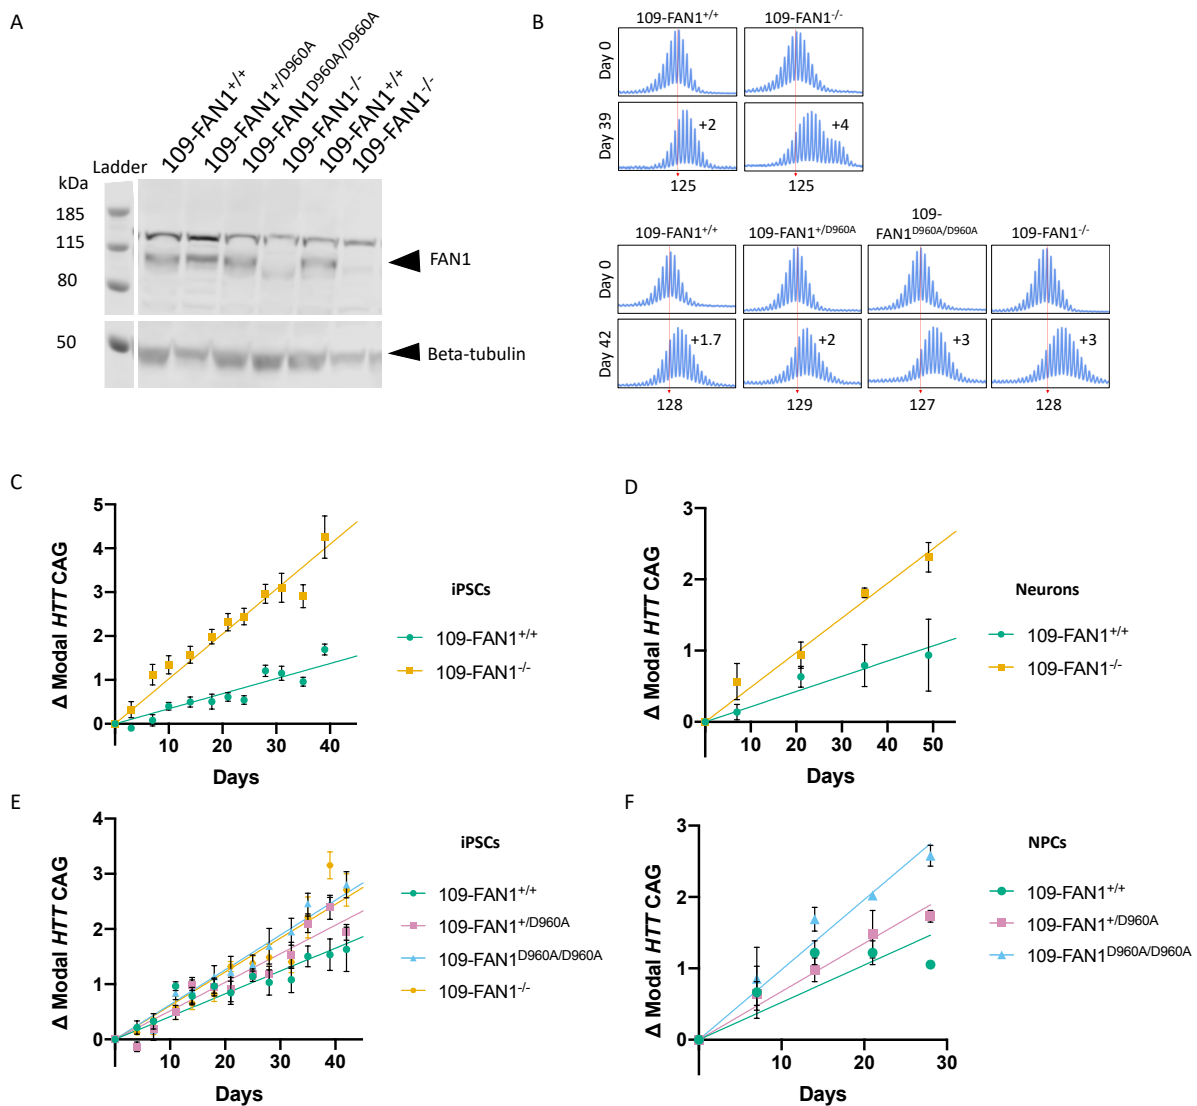 A
109-FAN1+/+
109-FAN1+/D960A
109-FAN1D960A/D960A
109-FAN1-/-
109-FAN1+/+
109-FAN1-/-
Ladder
kDa
185
115
80
50
FAN1
Beta-tubulin
B
109-FAN1+/+
109-FAN1-/-
Day 0
Day 39
+2
+4
125
125
109-FAN1+/+
109-FAN1+/D960A
109-
FAN1D960A/D960A
109-FAN1-/-
Day 0
Day 42
+1.7
+2
+3
+3
128
129
127
128
C
Δ Modal HTT CAG
5
4
3
2
1
0
10
20
30
40
Days
iPSCs
109-FAN1+/+
109-FAN1-/-
D
Δ Modal HTT CAG
3
2
1
0
10
20
30
40
50
Days
Neurons
109-FAN1+/+
109-FAN1-/-
E
Δ Modal HTT CAG
4
3
2
1
0
10
20
30
40
Days
iPSCs
109-FAN1+/+
109-FAN1+/D960A
109-FAN1D960A/D960A
109-FAN1-/-
F
Δ Modal HTT CAG
3
2
1
0
10
20
30
Days
NPCs
109-FAN1+/+
109-FAN1+/D960A
109-FAN1D960A/D960A